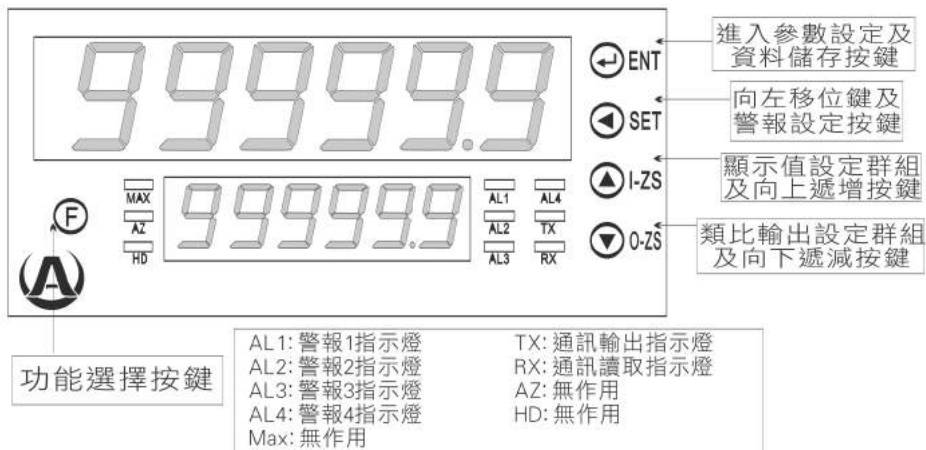 99999.9
ENT
進入參數設定及
資料儲存按鍵
SET
向左移位鍵及
警報設定按鍵
I-ZS
顯示值設定群組
及向上遞增按鍵
O-ZS
類比輸出設定群組
及向下遞減按鍵
99999.9
MAX
AZ
HD
AL1
AL4
AL2
TX
AL3
RX
F
A
功能選擇按鍵
AL1: 警報1指示燈
TX: 通訊輸出指示燈
AL2: 警報2指示燈
RX: 通訊讀取指示燈
AL3: 警報3指示燈
AZ: 無作用
AL4: 警報4指示燈
HD: 無作用
Max: 無作用